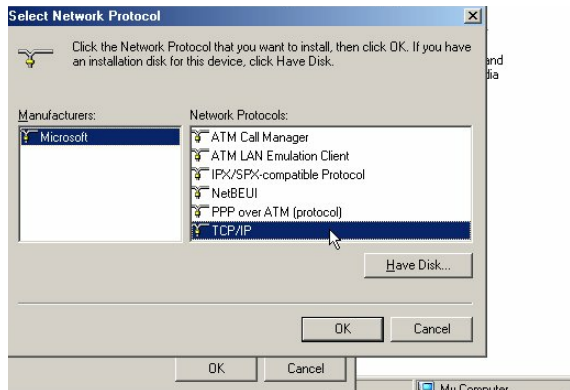 Select Network Protocol
Click the Network Protocol that you want to install, then click OK. If you have
an installation disk for this device, click Have Disk.
and
dia
Manufacturers:
Network Protocols:
Microsoft
ATM Call Manager
ATM LAN Emulation Client
IPX/SPX-compatible Protocol
NetBEUI
PPP over ATM (protocol)
TCP/IP
Have Disk...
OK
Cancel
OK
Cancel
My Computer